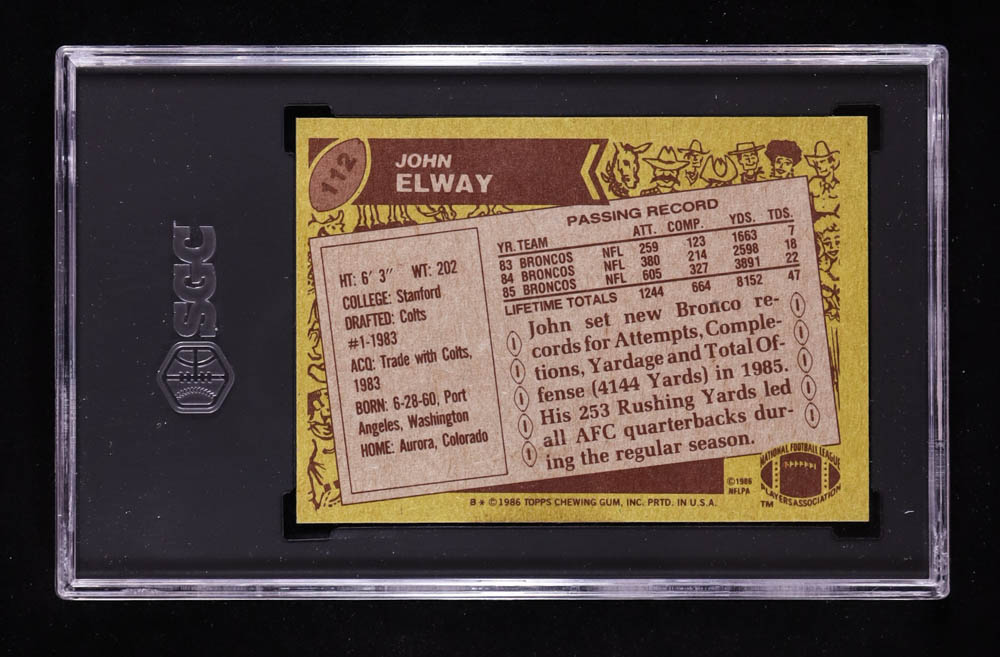 SGC
112
JOHN
ELWAY
HT: 6' 3" WT: 202
COLLEGE: Stanford
DRAFTED: Colts
#1-1983
ACQ: Trade with Colts,
1983
BORN: 6-28-60, Port
Angeles, Washington
HOME: Aurora, Colorado
PASSING RECORD
YR. TEAM ATT. COMP. YDS. TDS.
83 BRONCOS NFL 259 123 1663 7
84 BRONCOS NFL 380 214 2598 18
85 BRONCOS NFL 605 327 3891 22
LIFETIME TOTALS 1244 664 8152 47
John set new Bronco re-
cords for Attempts, Comple-
tions, Yardage and Total Of-
fense (4144 Yards) in 1985.
His 253 Rushing Yards led
all AFC quarterbacks dur-
ing the regular season.
NATIONAL FOOTBALL LEAGUE
PLAYERS ASSOCIATION
TM
©1986
NFLPA
B * © 1986 TOPPS CHEWING GUM, INC. PRTD. IN U.S.A.